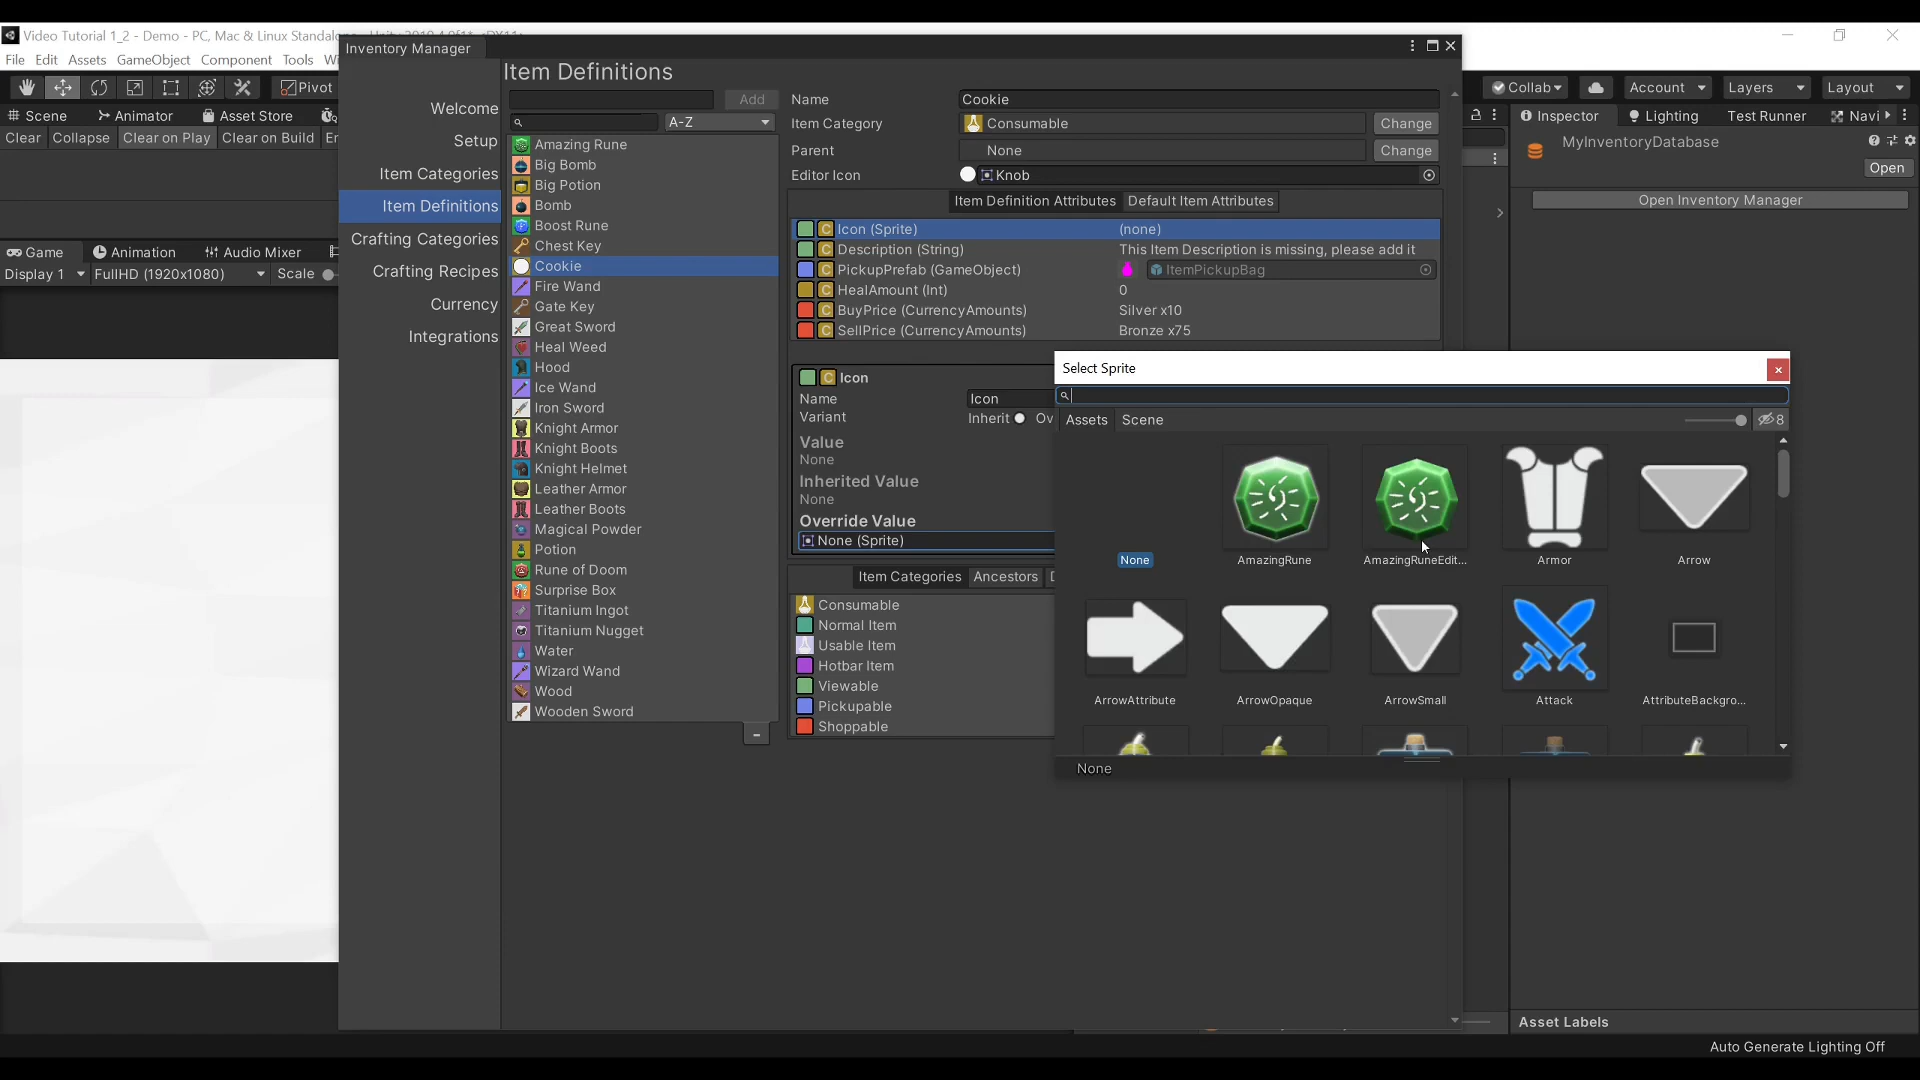 Video Tutorial 1_2 - Demo - PC, Mac & Linux Standal
File Edit Assets GameObject Component Tools
Pivot
Collab Account Layers Layout
Scene Animator Asset Store
Clear Collapse Clear on Play Clear on Build
Game Animation Audio Mixer
Display 1 FullHD (1920x1080) Scale
Inventory Manager
Welcome
Setup
Item Categories
Item Definitions
Crafting Categories
Crafting Recipes
Currency
Integrations
Item Definitions
Add
A-Z
Amazing Rune
Big Bomb
Big Potion
Bomb
Boost Rune
Chest Key
Cookie
Fire Wand
Gate Key
Great Sword
Heal Weed
Hood
Ice Wand
Iron Sword
Knight Armor
Knight Boots
Knight Helmet
Leather Armor
Leather Boots
Magical Powder
Potion
Rune of Doom
Surprise Box
Titanium Ingot
Titanium Nugget
Water
Wizard Wand
Wood
Wooden Sword
-
Name Cookie
Item Category Consumable Change
Parent None Change
Editor Icon Knob
Item Definition Attributes Default Item Attributes
C Icon (Sprite) (none)
C Description (String) This Item Description is missing, please add it
C PickupPrefab (GameObject) ItemPickupBag
C HealAmount (Int) 0
C BuyPrice (CurrencyAmounts) Silver x10
C SellPrice (CurrencyAmounts) Bronze x75
C Icon
Name Icon
Variant Inherit Ov
Value
None
Inherited Value
None
Override Value
None (Sprite)
Item Categories Ancestors
Consumable
Normal Item
Usable Item
Hotbar Item
Viewable
Pickupable
Shoppable
Select Sprite
Assets Scene 8
None AmazingRune AmazingRuneEdit... Armor Arrow
ArrowAttribute ArrowOpaque ArrowSmall Attack AttributeBackgro...
None
Inspector Lighting Test Runner Navi
MyInventoryDatabase
Open
Open Inventory Manager
Asset Labels
Auto Generate Lighting Off